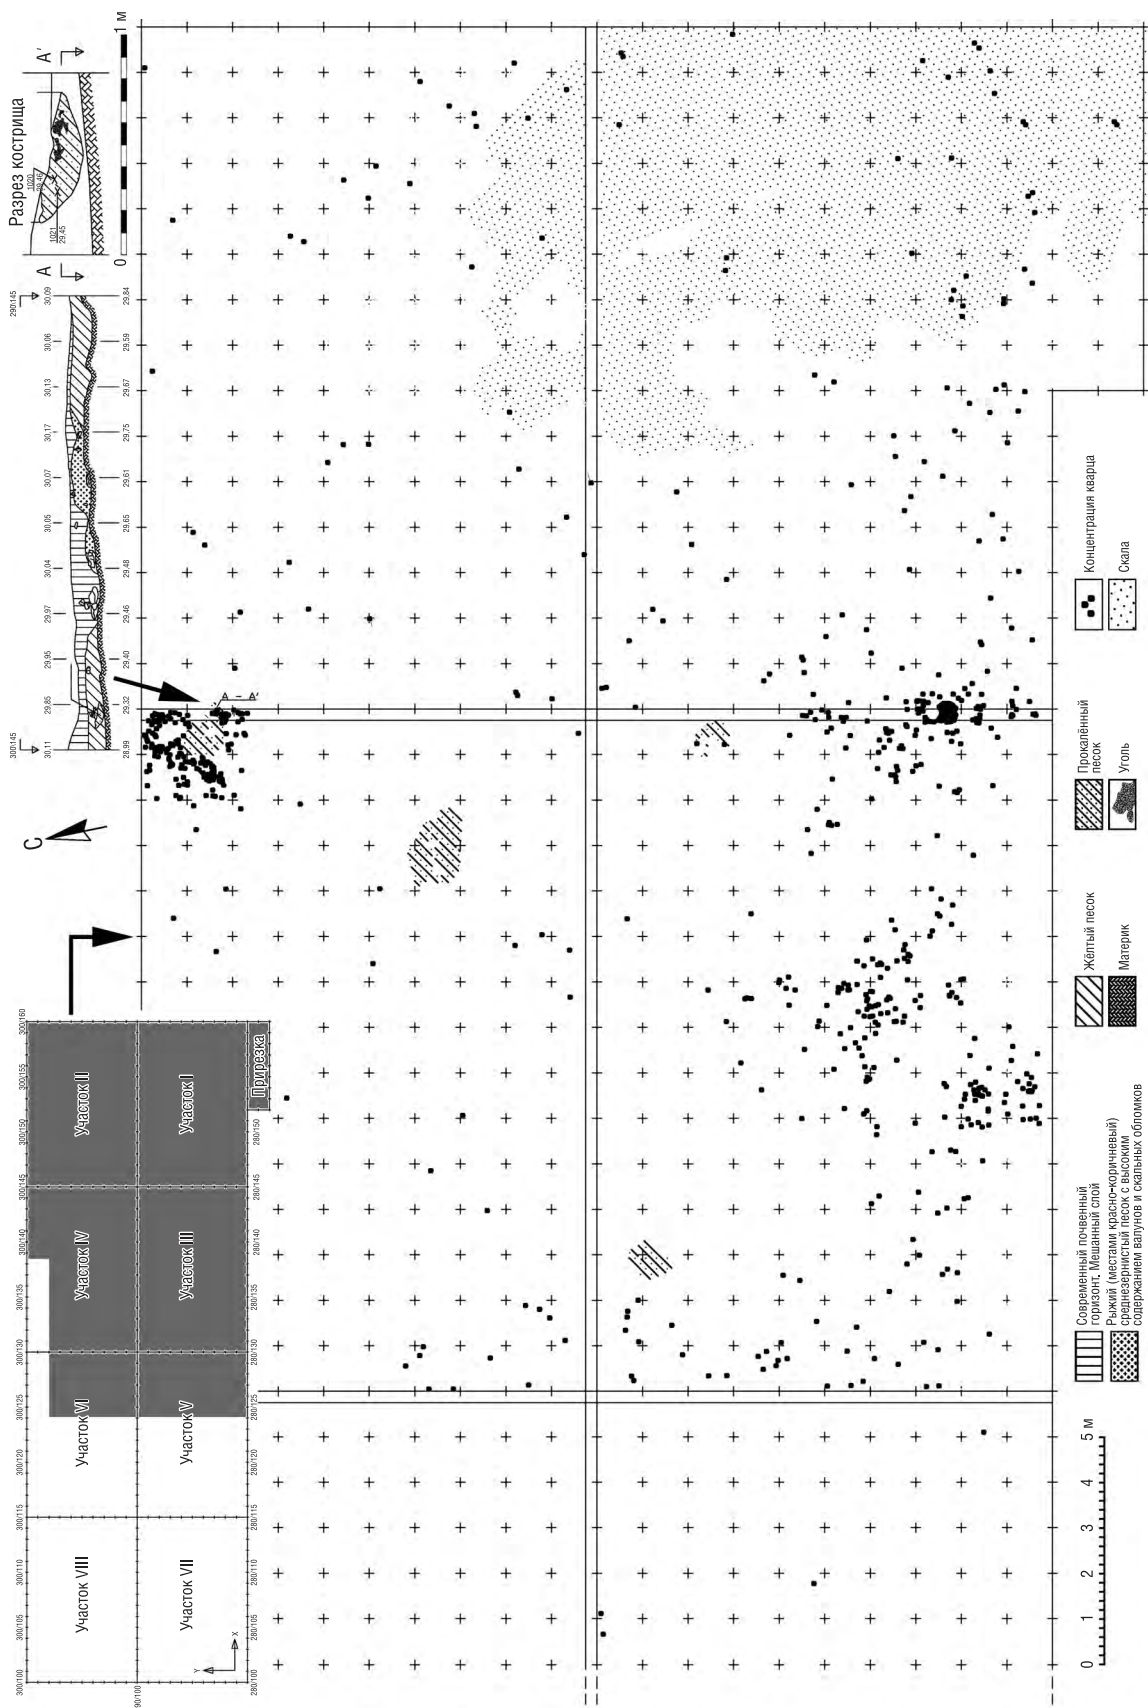 300/100
300/105
300/110
300/115
300/120
300/125
300/130
300/135
300/140
300/145
300/150
300/155
300/160
Участок VIII
Участок VI
Участок IV
Участок II
90/100
Участок VII
Участок V
Участок III
Участок I
Y
X
280/100
280/105
280/110
280/115
280/120
280/125
280/130
280/135
280/140
280/145
280/150
Прирезка
С
300\145
290\145
30.11
29.85
29.95
29.97
30.04
30.05
30.07
30.17
30.13
30.06
30.09
28.99
29.32
29.40
29.46
29.48
29.65
29.61
29.75
29.67
29.59
29.84
A
Разрез кострища
A'
1021
29.45
1020
29.46
0
1 м
A – A'
0
1
2
3
4
5 м
Современный почвенный
горизонт. Мешанный слой
Рыжий (местами красно-коричневый)
среднезернистый песок с высоким
содержанием валунов и скальных обломков
Жёлтый песок
Материк
Прокалённый
песок
Уголь
Концентрация кварца
Скала